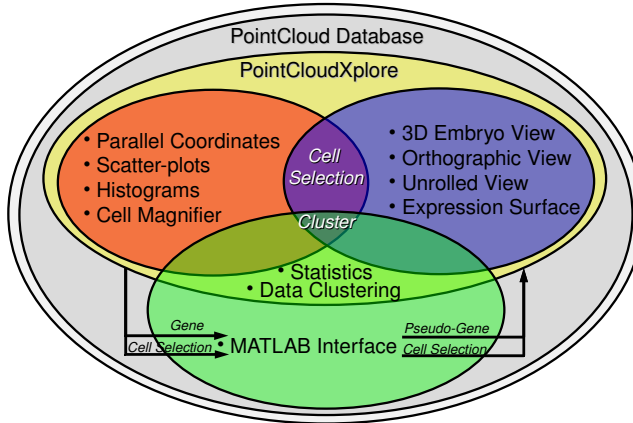 PointCloud Database
PointCloudXplore
• Parallel Coordinates
• Scatter-plots
• Histograms
• Cell Magnifier
Cell
Selection
• 3D Embryo View
• Orthographic View
• Unrolled View
• Expression Surface
Cluster
• Statistics
• Data Clustering
Gene
Cell Selection
• MATLAB Interface
Pseudo-Gene
Cell Selection